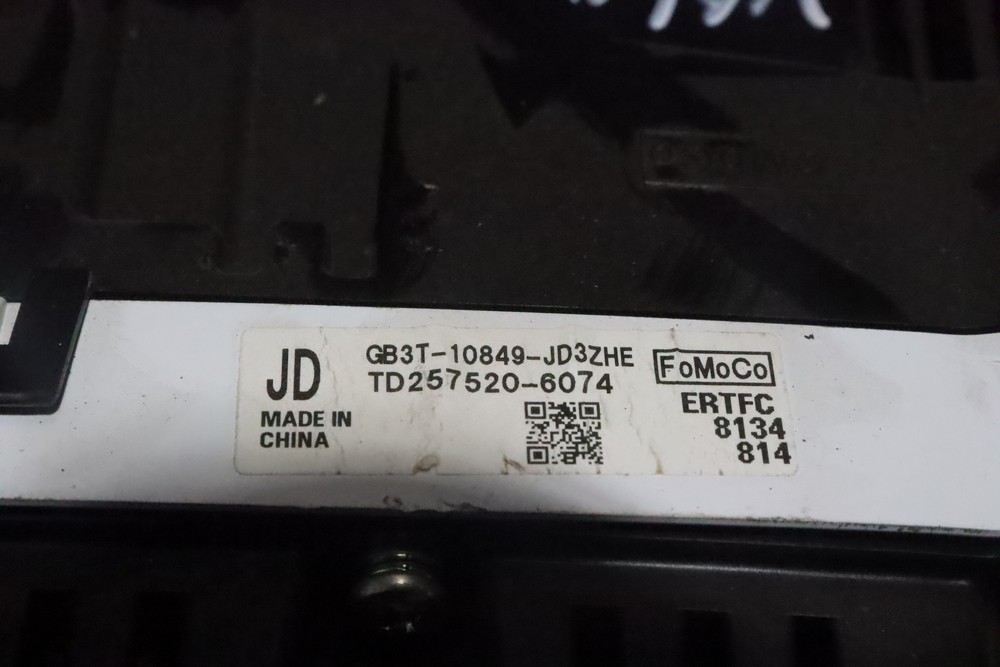 JD
GB3T-10849-JD3ZHE
FoMoCo
TD257520-6074
MADE IN
CHINA
ERTFC
8134
814